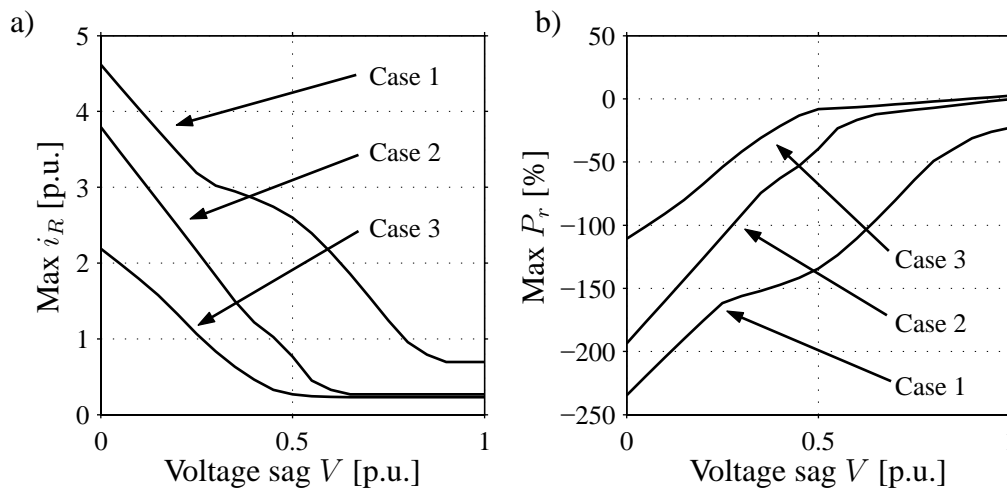 a)
Max i_R [p.u.]
5
4
3
2
1
0
0
0.5
1
Voltage sag V [p.u.]
Case 1
Case 2
Case 3
b)
Max P_r [%]
50
0
−50
−100
−150
−200
−250
0
0.5
Voltage sag V [p.u.]
Case 3
Case 2
Case 1